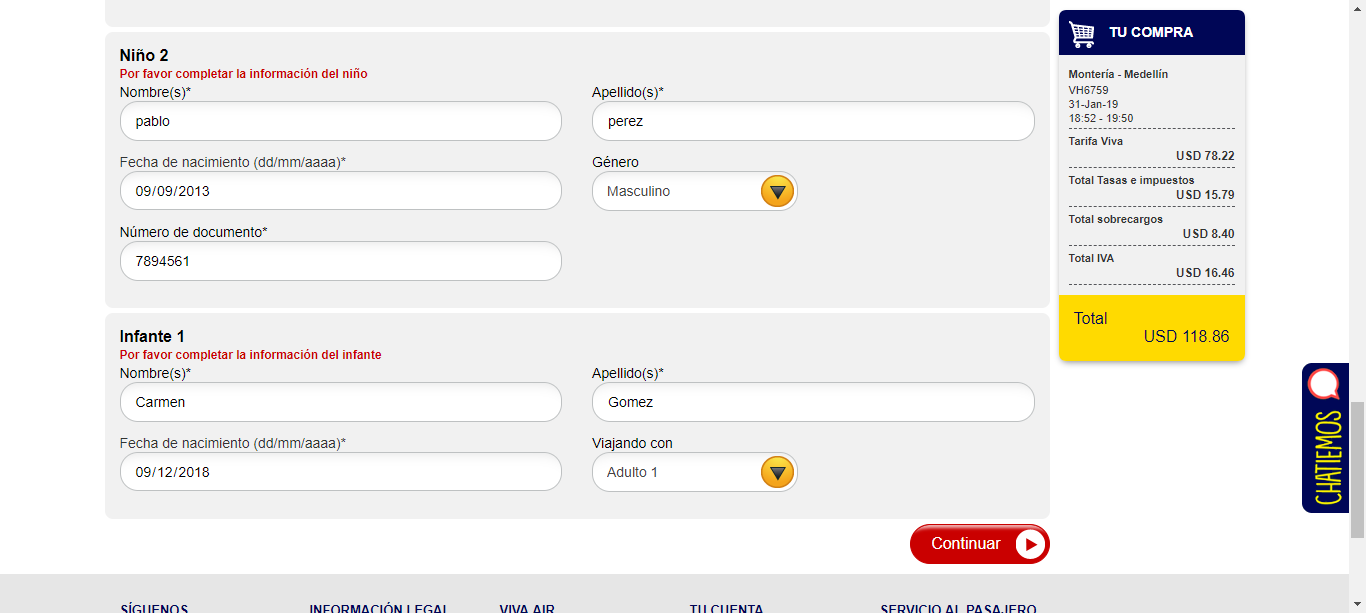 Niño 2
Por favor completar la información del niño
Nombre(s)*
Apellido(s)*
pablo
perez
Fecha de nacimiento (dd/mm/aaaa)*
Género
09/09/2013
Masculino
Número de documento*
7894561
Infante 1
Por favor completar la información del infante
Nombre(s)*
Apellido(s)*
Carmen
Gomez
Fecha de nacimiento (dd/mm/aaaa)*
Viajando con
09/12/2018
Adulto 1
Continuar
TU COMPRA
Montería - Medellín
VH6759
31-Jan-19
18:52 - 19:50
Tarifa Viva
USD 78.22
Total Tasas e impuestos
USD 15.79
Total sobrecargos
USD 8.40
Total IVA
USD 16.46
Total
USD 118.86
CHATIEMOS
SÍGUENOS
INFORMACIÓN LEGAL
VIVA AIR
TU CUENTA
SERVICIO AL PASAJERO